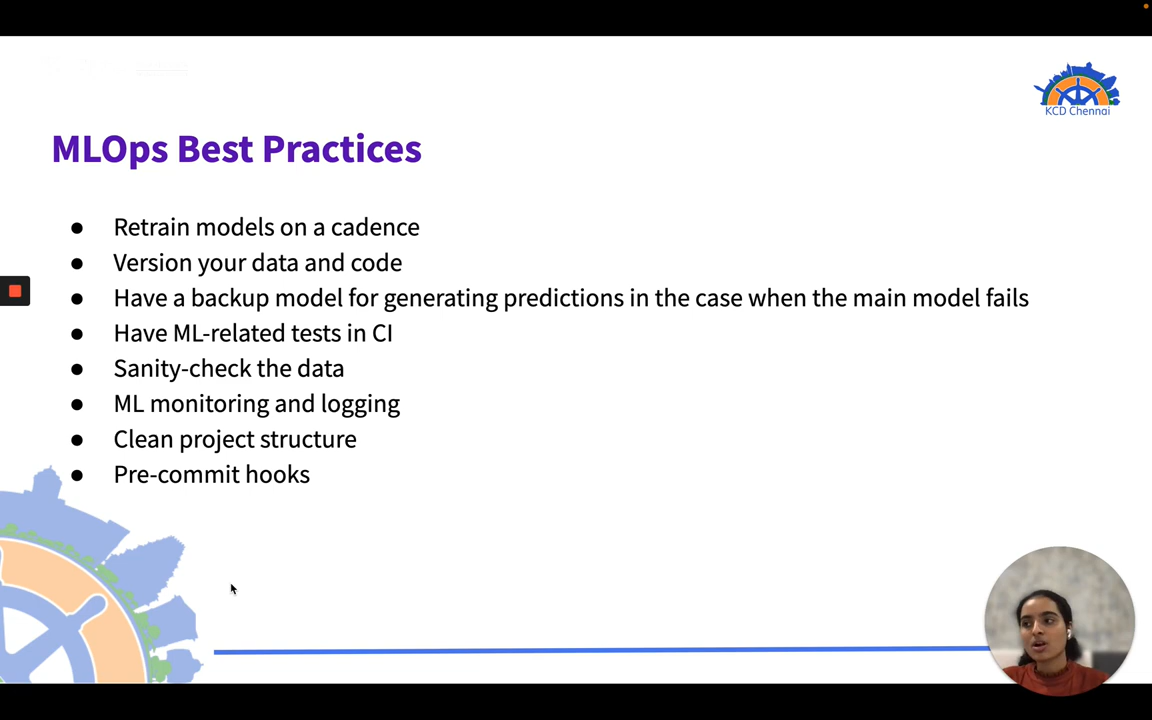 KCD Chennai
MLOps Best Practices
● Retrain models on a cadence
● Version your data and code
● Have a backup model for generating predictions in the case when the main model fails
● Have ML-related tests in CI
● Sanity-check the data
● ML monitoring and logging
● Clean project structure
● Pre-commit hooks